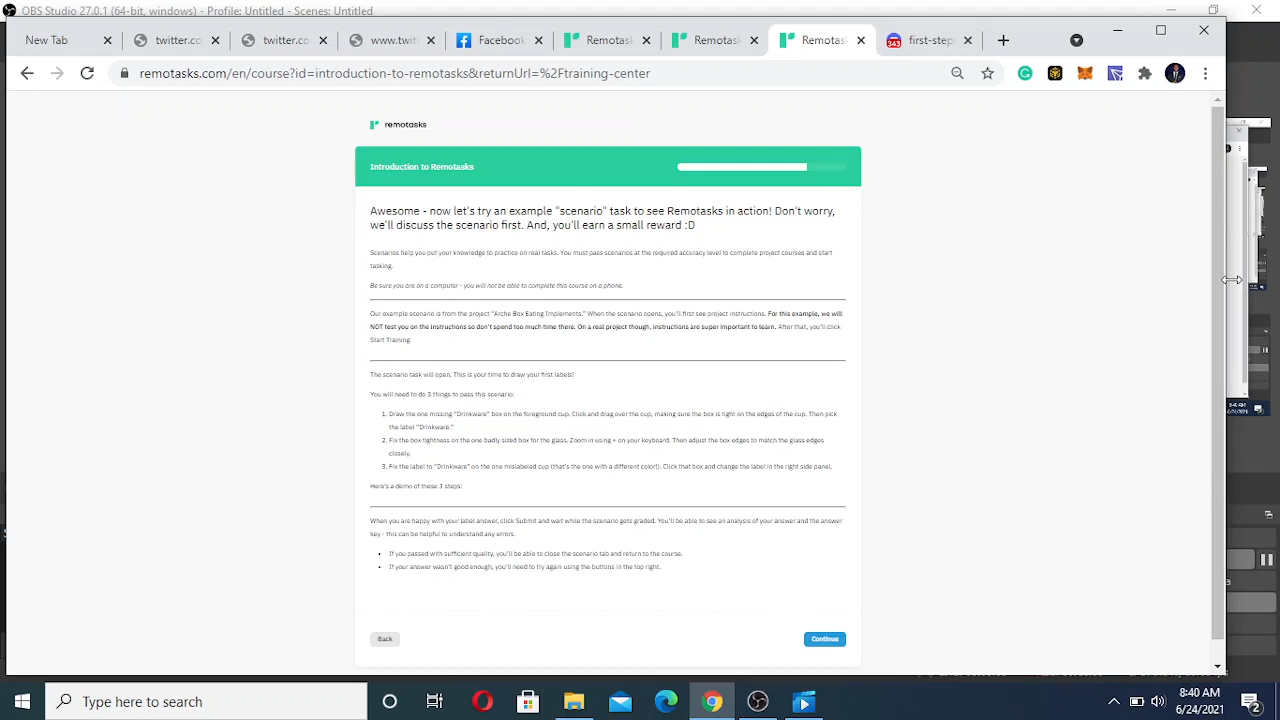 OBS Studio 27.0.1 (64-bit, windows) - Profile: Untitled - Scenes: Untitled
New Tab
twitter.co
twitter.co
www.twit
Facebook
Remotask
Remotask
Remotas
first-step
remotasks.com/en/course?id=introduction-to-remotasks&returnUrl=%2Ftraining-center
remotasks
Introduction to Remotasks
Awesome - now let's try an example "scenario" task to see Remotasks in action! Don't worry,
we'll discuss the scenario first. And, you'll earn a small reward :D
Scenarios help you put your knowledge to practice on real tasks. You must pass scenarios at the required accuracy level to complete project courses and start
tasking.
Be sure you are on a computer - you will not be able to complete this course on a phone.
Our example scenario is from the project "Arche Box Eating Implements." When the scenario opens, you'll first see project instructions. For this example, we will
NOT test you on the instructions so don't spend too much time there. On a real project though, instructions are super important to learn. After that, you'll click
Start Training.
The scenario task will open. This is your time to draw your first labels!
You will need to do 3 things to pass this scenario:
1. Draw the one missing "Drinkware" box on the foreground cup. Click and drag over the cup, making sure the box is tight on the edges of the cup. Then pick
the label "Drinkware."
2. Fix the box tightness on the one badly sized box for the glass. Zoom in using + on your keyboard. Then adjust the box edges to match the glass edges
closely.
3. Fix the label to "Drinkware" on the one mislabeled cup (that's the one with a different color!). Click that box and change the label in the right side panel.
Here's a demo of these 3 steps:
When you are happy with your label answer, click Submit and wait while the scenario gets graded. You'll be able to see an analysis of your answer and the answer
key - this can be helpful to understand any errors.
• If you passed with sufficient quality, you'll be able to close the scenario tab and return to the course.
• If your answer wasn't good enough, you'll need to try again using the buttons in the top right.
Back
Continue
Type here to search
8:40 AM
6/24/2021
2